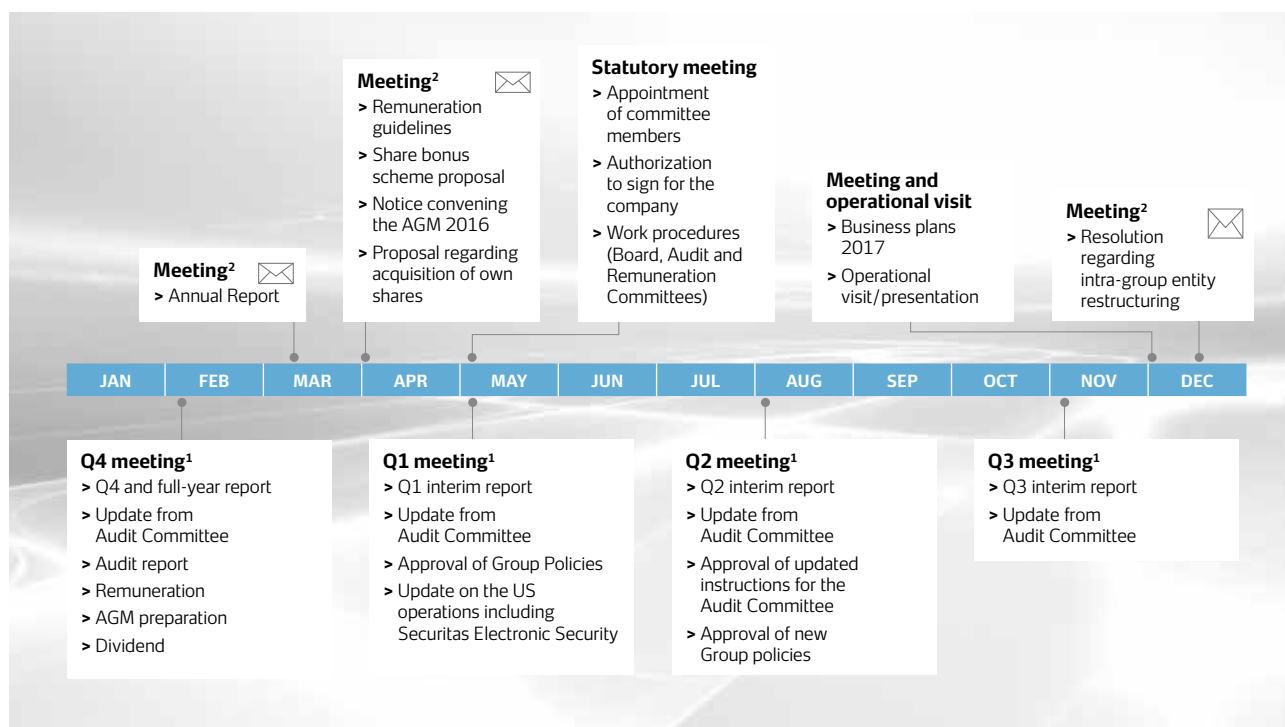 Meeting²
> Annual Report
Meeting²
> Remuneration
guidelines
> Share bonus
scheme proposal
> Notice convening
the AGM 2016
> Proposal regarding
acquisition of own
shares
Statutory meeting
> Appointment
of committee
members
> Authorization
to sign for the
company
> Work procedures
(Board, Audit and
Remuneration
Committees)
Meeting and
operational visit
> Business plans
2017
> Operational
visit/presentation
Meeting²
> Resolution
regarding
intra-group entity
restructuring
JAN FEB MAR APR MAY JUN JUL AUG SEP OCT NOV DEC
Q4 meeting¹
> Q4 and full-year report
> Update from
Audit Committee
> Audit report
> Remuneration
> AGM preparation
> Dividend
Q1 meeting¹
> Q1 interim report
> Update from
Audit Committee
> Approval of Group Policies
> Update on the US
operations including
Securitas Electronic Security
Q2 meeting¹
> Q2 interim report
> Update from
Audit Committee
> Approval of updated
instructions for the
Audit Committee
> Approval of new
Group policies
Q3 meeting¹
> Q3 interim report
> Update from
Audit Committee